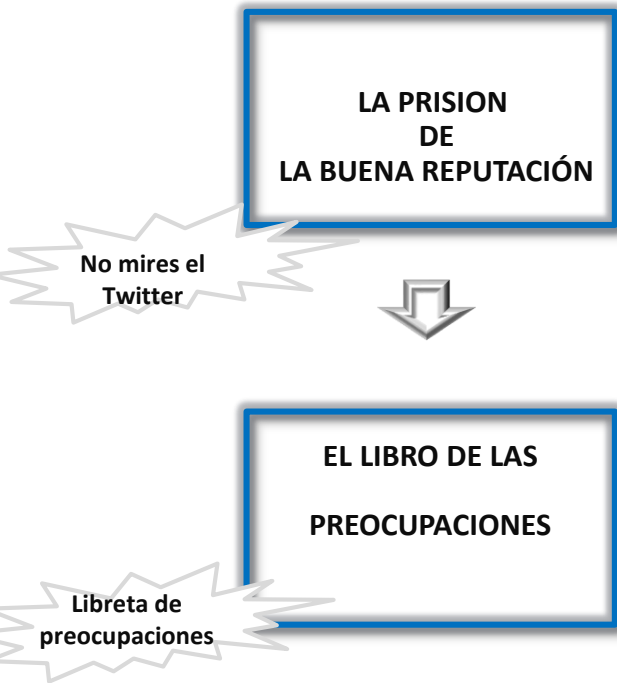 LA PRISION
DE
LA BUENA REPUTACIÓN
No mires el
Twitter
EL LIBRO DE LAS
PREOCUPACIONES
Libreta de
preocupaciones